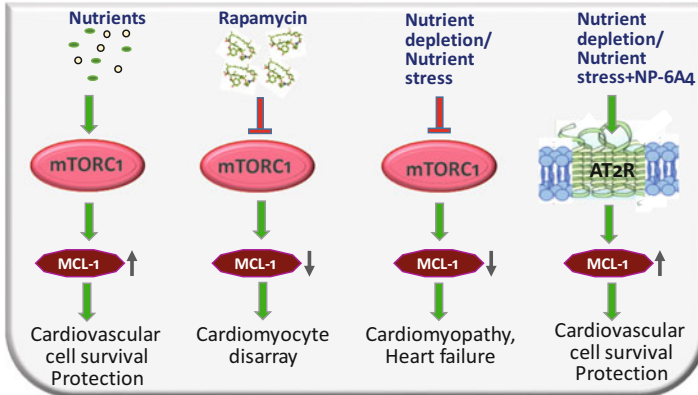 Nutrients
mTORC1
MCL-1
Cardiovascular
cell survival
Protection
Rapamycin
mTORC1
MCL-1
Cardiomyocyte
disarray
Nutrient
depletion/
Nutrient
stress
mTORC1
MCL-1
Cardiomyopathy,
Heart failure
Nutrient
depletion/
Nutrient
stress+NP-6A4
AT2R
MCL-1
Cardiovascular
cell survival
Protection